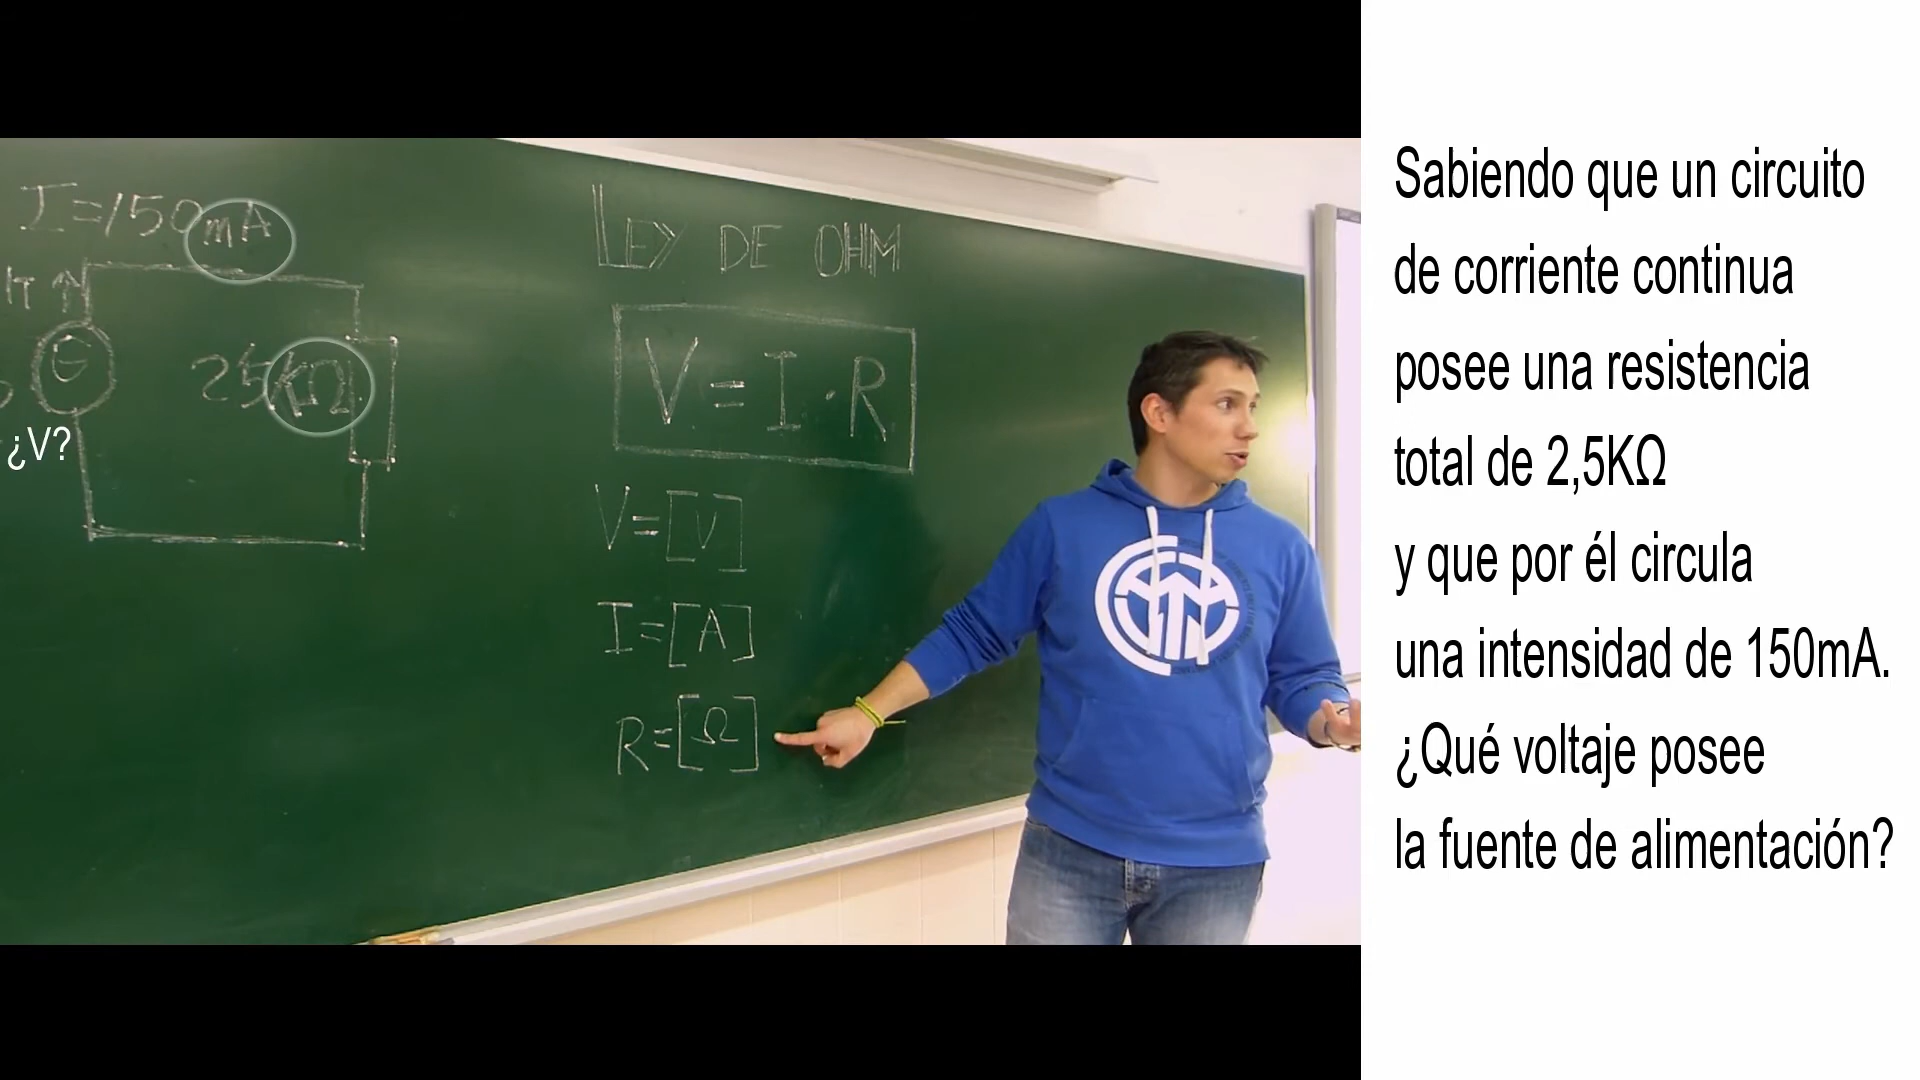 I=150mA
25KΩ
G
¿V?
LEY DE OHM
V=I·R
V=[V]
I=[A]
R=[Ω]
Sabiendo que un circuito
de corriente continua
posee una resistencia
total de 2,5KΩ
y que por él circula
una intensidad de 150mA.
¿Qué voltaje posee
la fuente de alimentación?